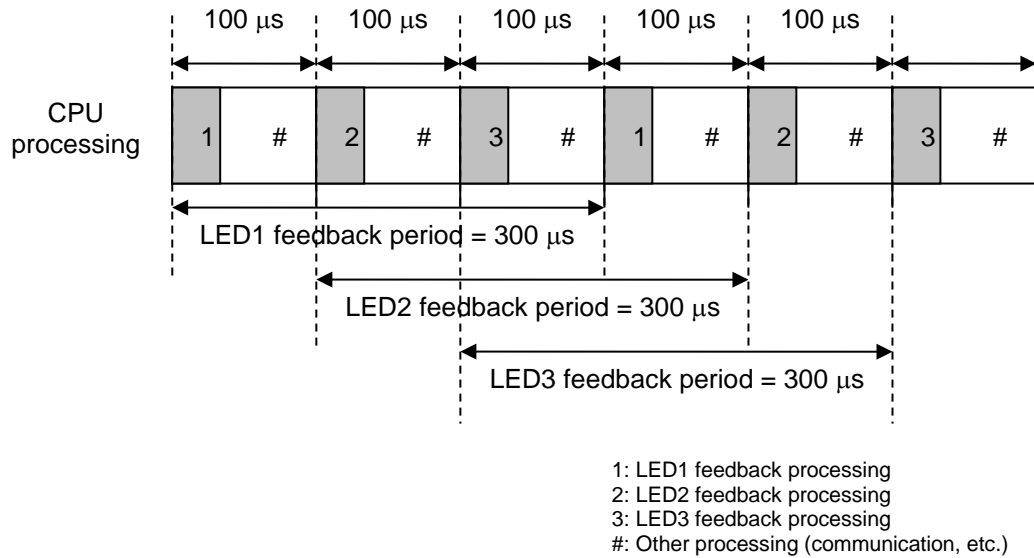 100 μs 100 μs 100 μs 100 μs 100 μs
CPU
processing
1 # 2 # 3 # 1 # 2 # 3 #
LED1 feedback period = 300 μs
LED2 feedback period = 300 μs
LED3 feedback period = 300 μs
1: LED1 feedback processing
2: LED2 feedback processing
3: LED3 feedback processing
#: Other processing (communication, etc.)